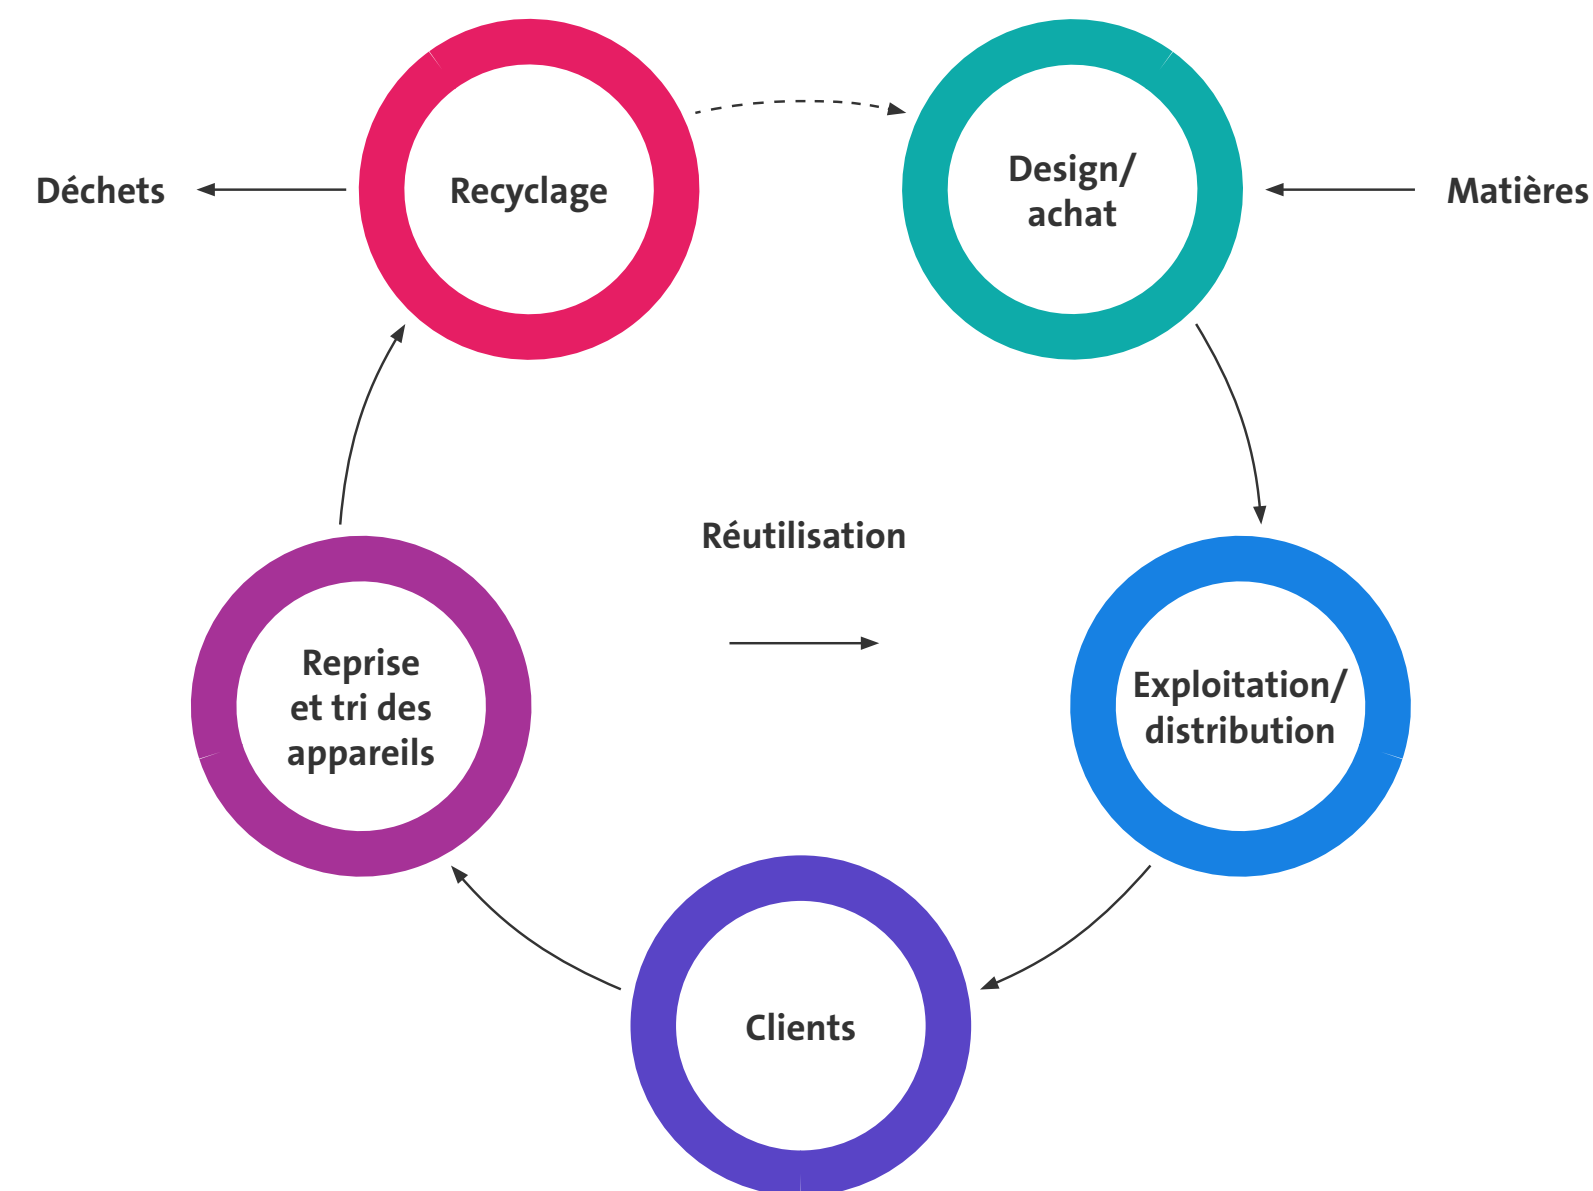 Déchets
Recyclage
Design/
achat
Matières
Réutilisation
Reprise
et tri des
appareils
Exploitation/
distribution
Clients